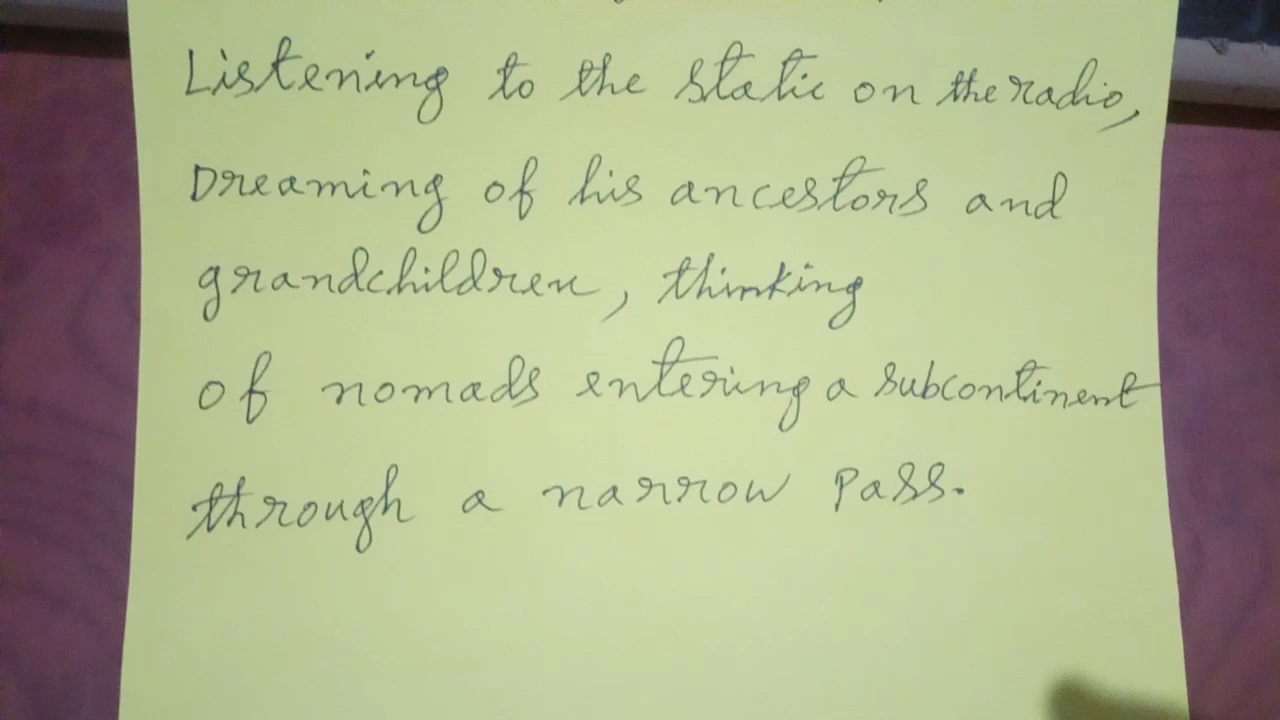 Listening to the static on the radio,
Dreaming of his ancestors and
grandchildren, thinking
of nomads entering a subcontinent
through a narrow pass.